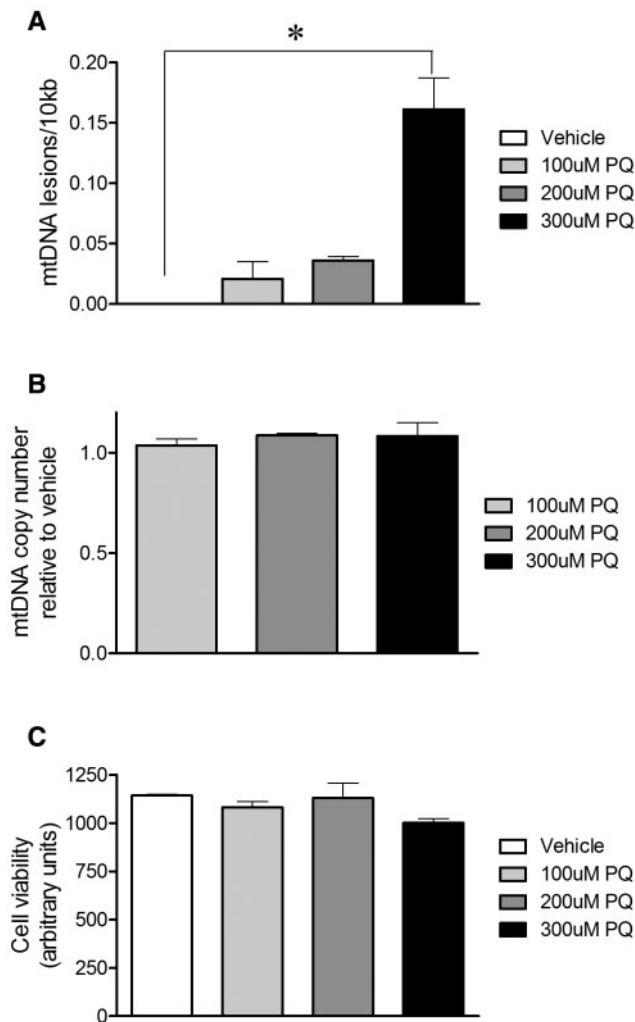 A
*
mtDNA lesions/10kb
0.20
0.15
0.10
0.05
0.00
Vehicle
100uM PQ
200uM PQ
300uM PQ
B
mtDNA copy number
relative to vehicle
1.0
0.5
0.0
100uM PQ
200uM PQ
300uM PQ
C
Cell viability
(arbitrary units)
1250
1000
750
500
250
0
Vehicle
100uM PQ
200uM PQ
300uM PQ